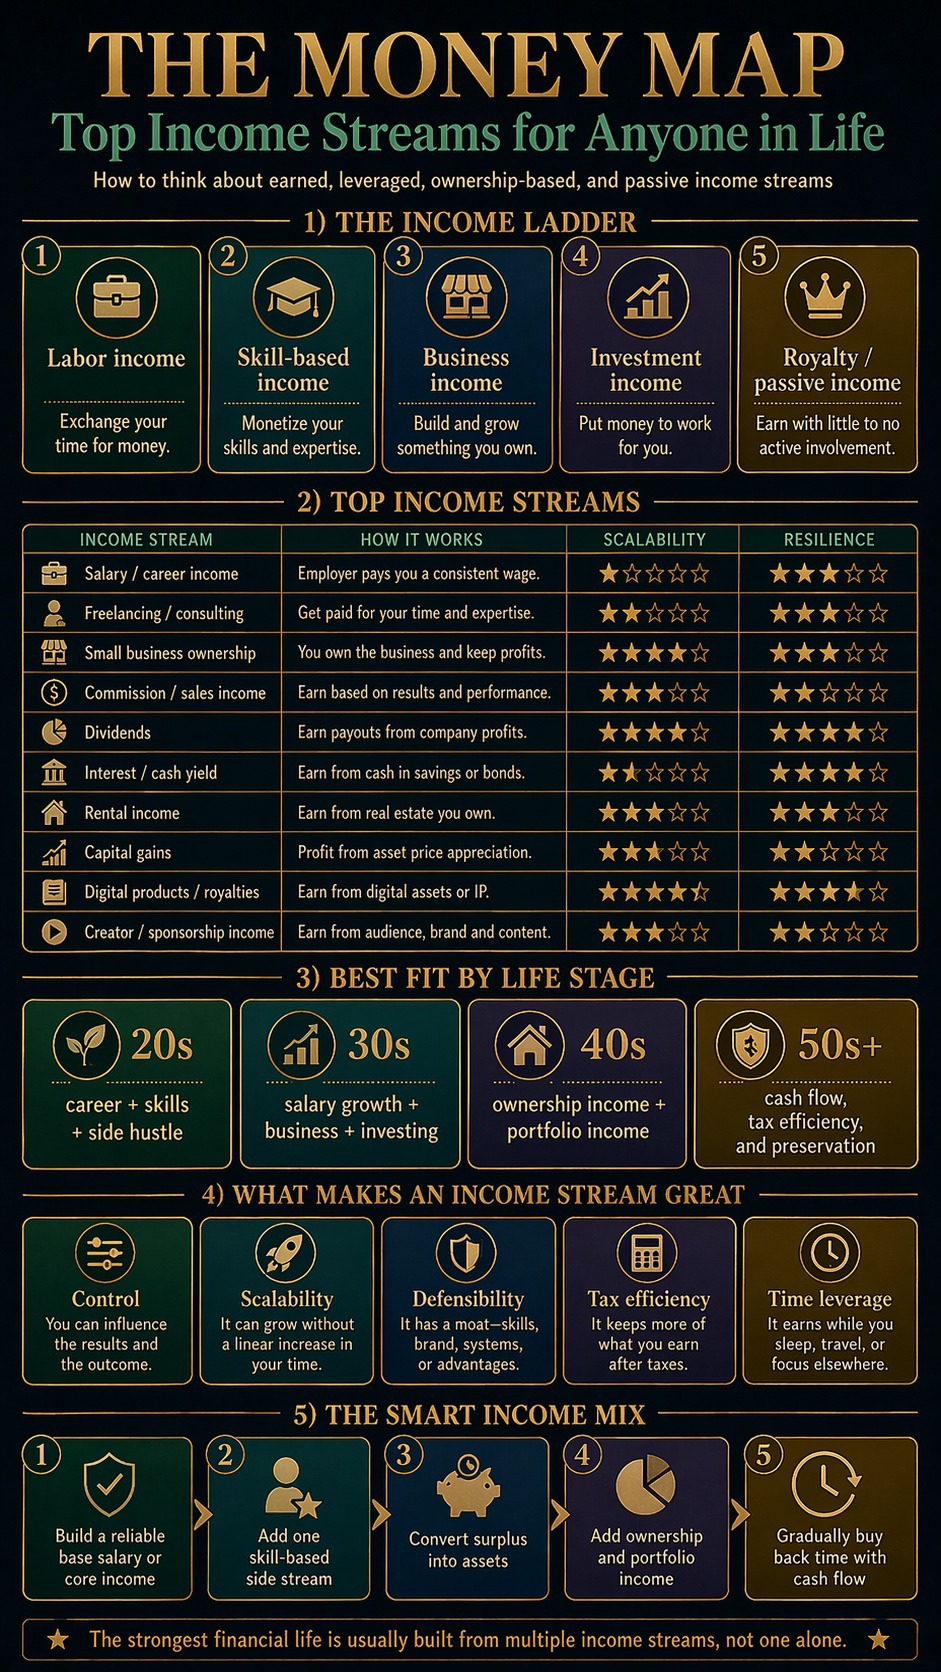 THE MONEY MAP
Top Income Streams for Anyone in Life
How to think about earned, leveraged, ownership-based, and passive income streams
1) THE INCOME LADDER
1
Labor income
Exchange your
time for money.
2
Skill-based
income
Monetize your
skills and expertise.
3
Business
income
Build and grow
something you own.
4
Investment
income
Put money to work
for you.
5
Royalty /
passive income
Earn with little to no
active involvement.
2) TOP INCOME STREAMS
INCOME STREAM HOW IT WORKS SCALABILITY RESILIENCE
Salary / career income Employer pays you a consistent wage.
Freelancing / consulting Get paid for your time and expertise.
Small business ownership You own the business and keep profits.
$ Commission / sales income Earn based on results and performance.
Dividends Earn payouts from company profits.
Interest / cash yield Earn from cash in savings or bonds.
Rental income Earn from real estate you own.
Capital gains Profit from asset price appreciation.
Digital products / royalties Earn from digital assets or IP.
Creator / sponsorship income Earn from audience, brand and content.
3) BEST FIT BY LIFE STAGE
20s
career + skills
+ side hustle
30s
salary growth +
business + investing
40s
ownership income +
portfolio income
50s+
cash flow,
tax efficiency,
and preservation
4) WHAT MAKES AN INCOME STREAM GREAT
Control
You can influence
the results and
the outcome.
Scalability
It can grow without
a linear increase in
your time.
Defensibility
It has a moat—skills,
brand, systems,
or advantages.
Tax efficiency
It keeps more of
what you earn
after taxes.
Time leverage
It earns while you
sleep, travel, or
focus elsewhere.
5) THE SMART INCOME MIX
1
Build a reliable
base salary or
core income
2
Add one
skill-based
side stream
3
Convert surplus
into assets
4
Add ownership
and portfolio
income
5
Gradually buy
back time with
cash flow
The strongest financial life is usually built from multiple income streams, not one alone.